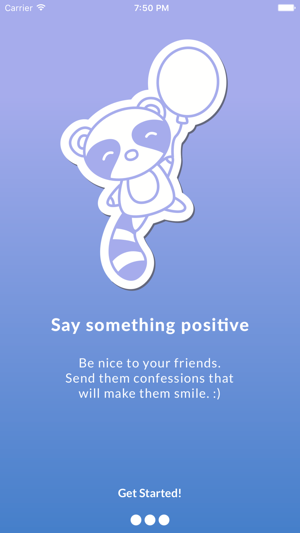 Carrier 7:50 PM
Say something positive
Be nice to your friends.
Send them confessions that
will make them smile. :)
Get Started!